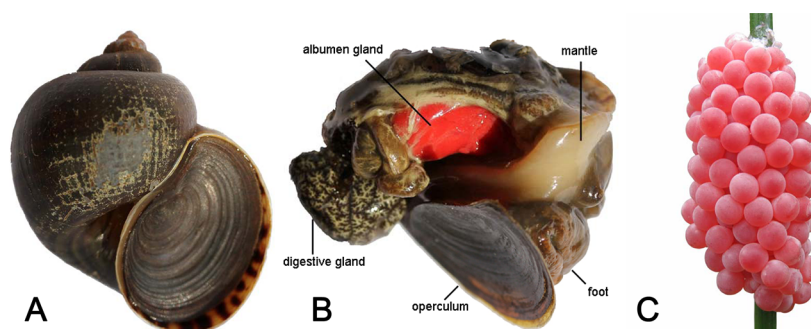 albumen gland
mantle
digestive gland
operculum
foot
A
B
C